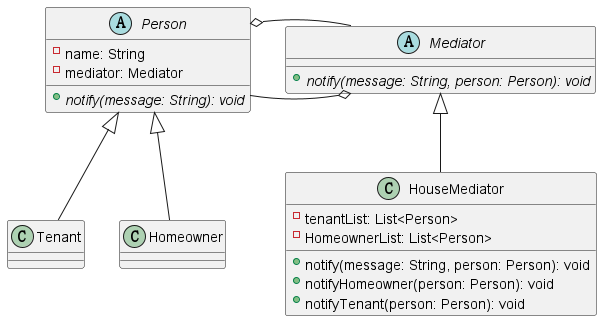 A Person
name: String
mediator: Mediator
notify(message: String): void
A Mediator
notify(message: String, person: Person): void
C Tenant
C Homeowner
C HouseMediator
tenantList: List<Person>
HomeownerList: List<Person>
notify(message: String, person: Person): void
notifyHomeowner(person: Person): void
notifyTenant(person: Person): void